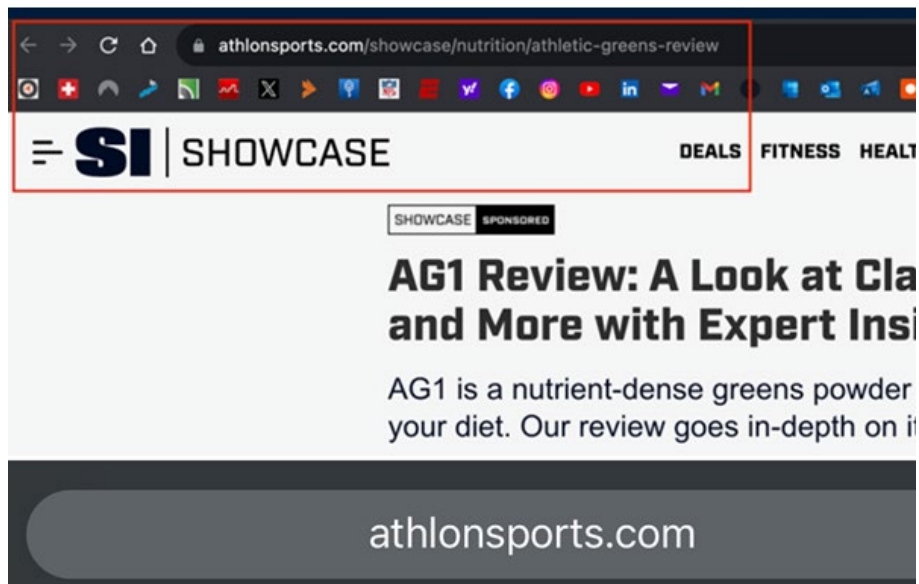 athlonsports.com/showcase/nutrition/athletic-greens-review
SI | SHOWCASE
DEALS FITNESS HEALT
SHOWCASE SPONSORED
AG1 Review: A Look at Cla
and More with Expert Insi
AG1 is a nutrient-dense greens powder
your diet. Our review goes in-depth on it
athlonsports.com